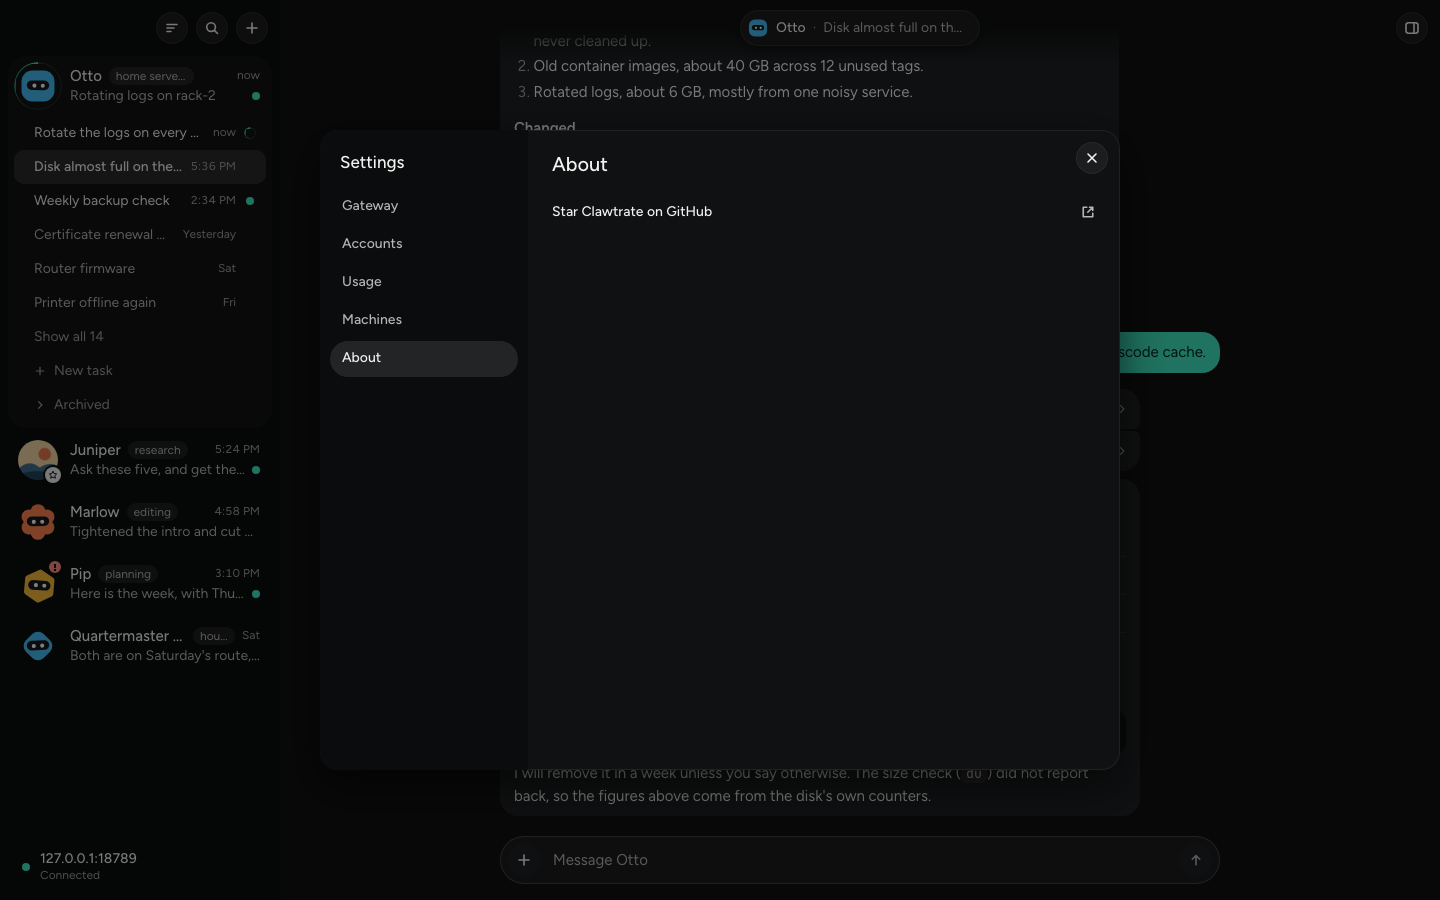 Otto · Disk almost full on th...
Otto home serve... now
Rotating logs on rack-2
Rotate the logs on every ... now
Disk almost full on the... 5:36 PM
Weekly backup check 2:34 PM
Certificate renewal ... Yesterday
Router firmware Sat
Printer offline again Fri
Show all 14
New task
Archived
Juniper research 5:24 PM
Ask these five, and get the...
Marlow editing 4:58 PM
Tightened the intro and cut ...
Pip planning 3:10 PM
Here is the week, with Thu...
Quartermaster ... hou... Sat
Both are on Saturday's route,...
127.0.0.1:18789
Connected
never cleaned up.
2. Old container images, about 40 GB across 12 unused tags.
3. Rotated logs, about 6 GB, mostly from one noisy service.
Changed
Settings
Gateway
Accounts
Usage
Machines
About
About
Star Clawtrate on GitHub
scode cache.
I will remove it in a week unless you say otherwise. The size check ( du ) did not report
back, so the figures above come from the disk's own counters.
Message Otto